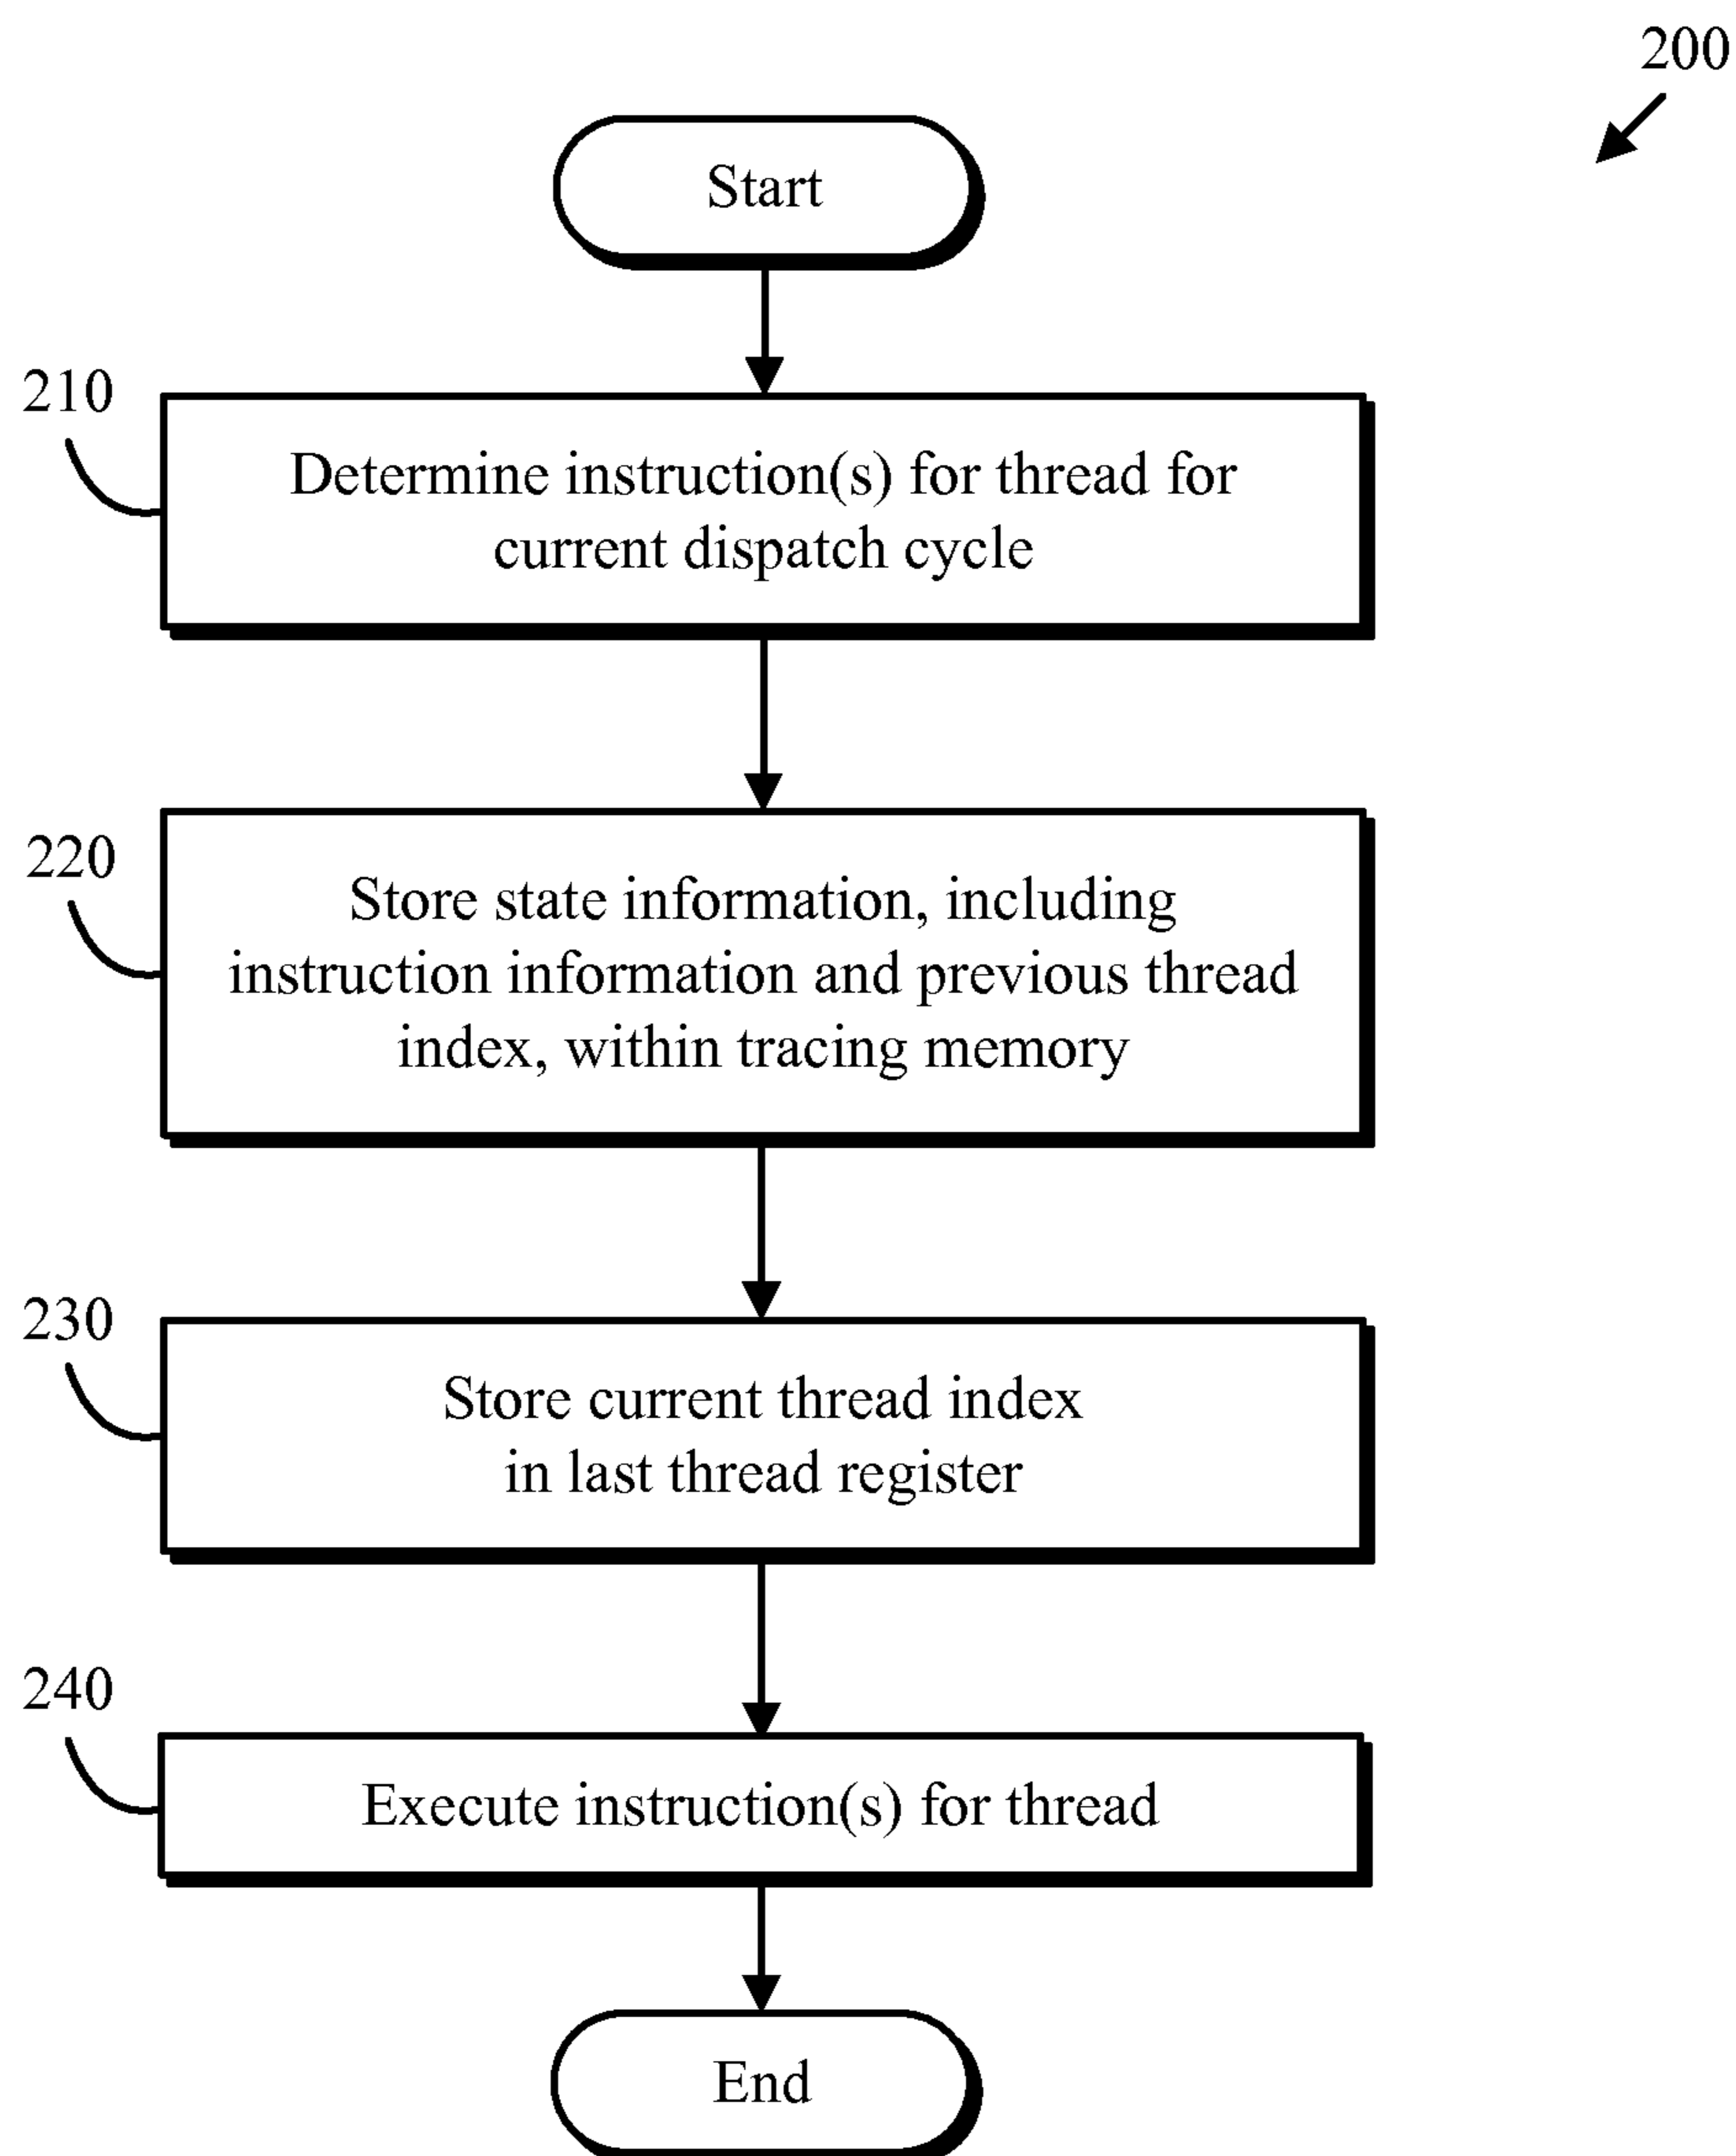 200
Start
210
Determine instruction(s) for thread for
current dispatch cycle
220
Store state information, including
instruction information and previous thread
index, within tracing memory
230
Store current thread index
in last thread register
240
Execute instruction(s) for thread
End